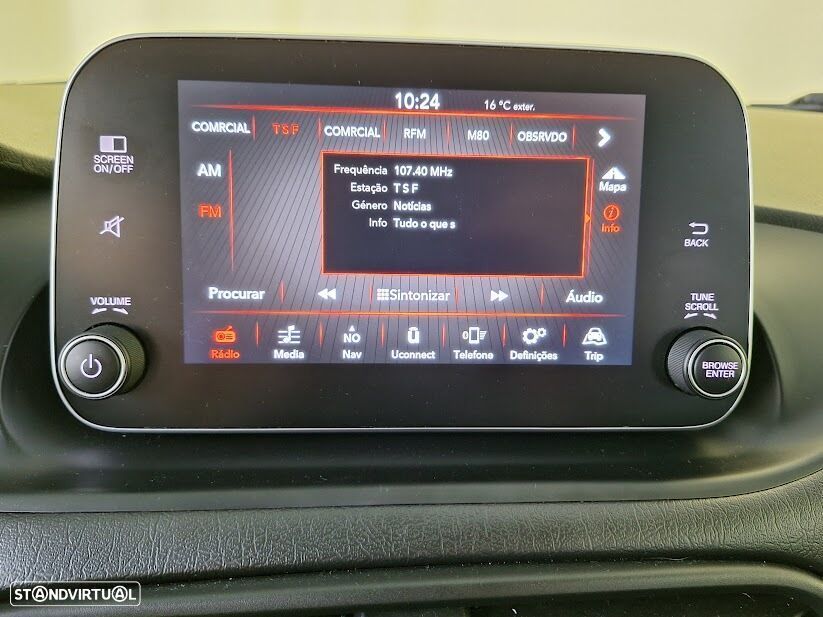 10:24 16 °C exter.
COMRCIAL TSF COMRCIAL RFM M80 OBSRVDO
SCREEN
ON/OFF
AM
FM
Frequência 107.40 MHz
Estação T S F
Género Notícias
Info Tudo o que s
Mapa
Info
BACK
VOLUME
TUNE
SCROLL
Procurar Sintonizar Áudio
Rádio Media Nav Uconnect Telefone Definições Trip
NO
BROWSE
ENTER
STANDVIRTUAL